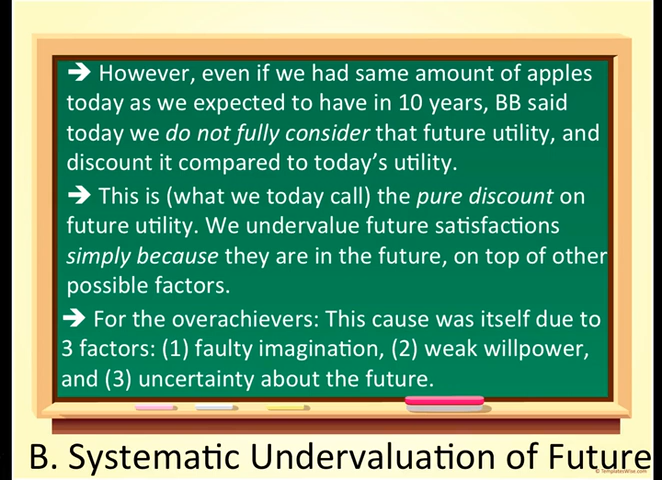 ➔ However, even if we had same amount of apples
today as we expected to have in 10 years, BB said
today we do not fully consider that future utility, and
discount it compared to today's utility.
➔ This is (what we today call) the pure discount on
future utility. We undervalue future satisfactions
simply because they are in the future, on top of other
possible factors.
➔ For the overachievers: This cause was itself due to
3 factors: (1) faulty imagination, (2) weak willpower,
and (3) uncertainty about the future.
B. Systematic Undervaluation of Future
© TemplatesWise.com